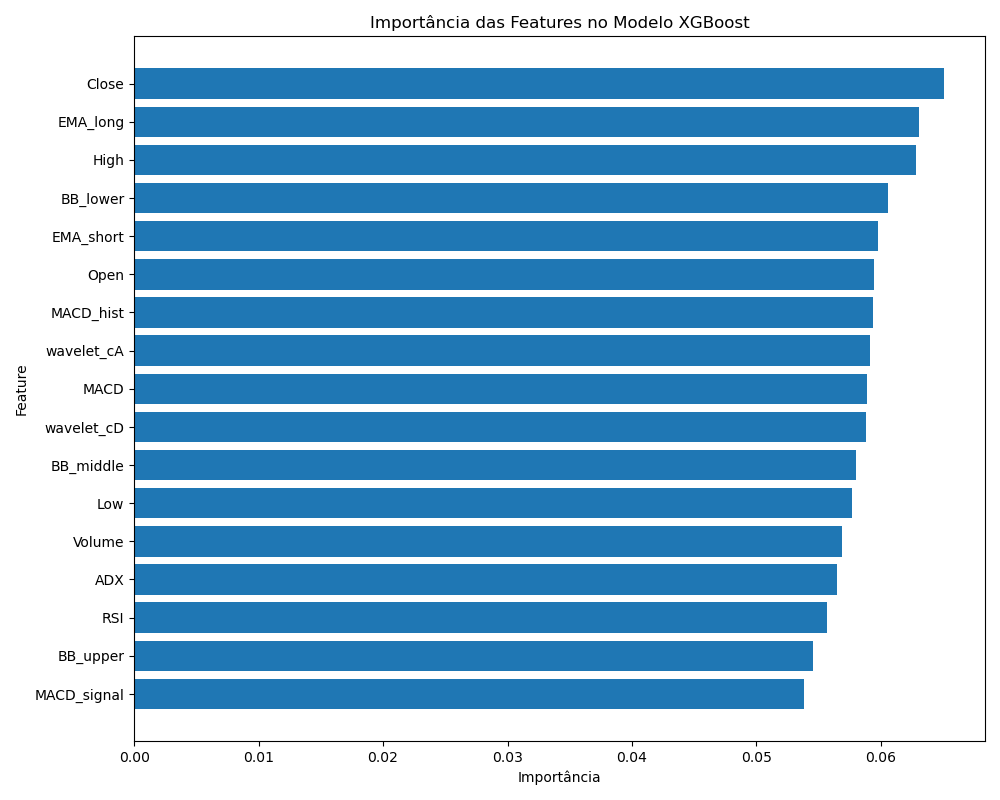 Importância das Features no Modelo XGBoost
Feature
Close
EMA_long
High
BB_lower
EMA_short
Open
MACD_hist
wavelet_cA
MACD
wavelet_cD
BB_middle
Low
Volume
ADX
RSI
BB_upper
MACD_signal
0.00 0.01 0.02 0.03 0.04 0.05 0.06
Importância